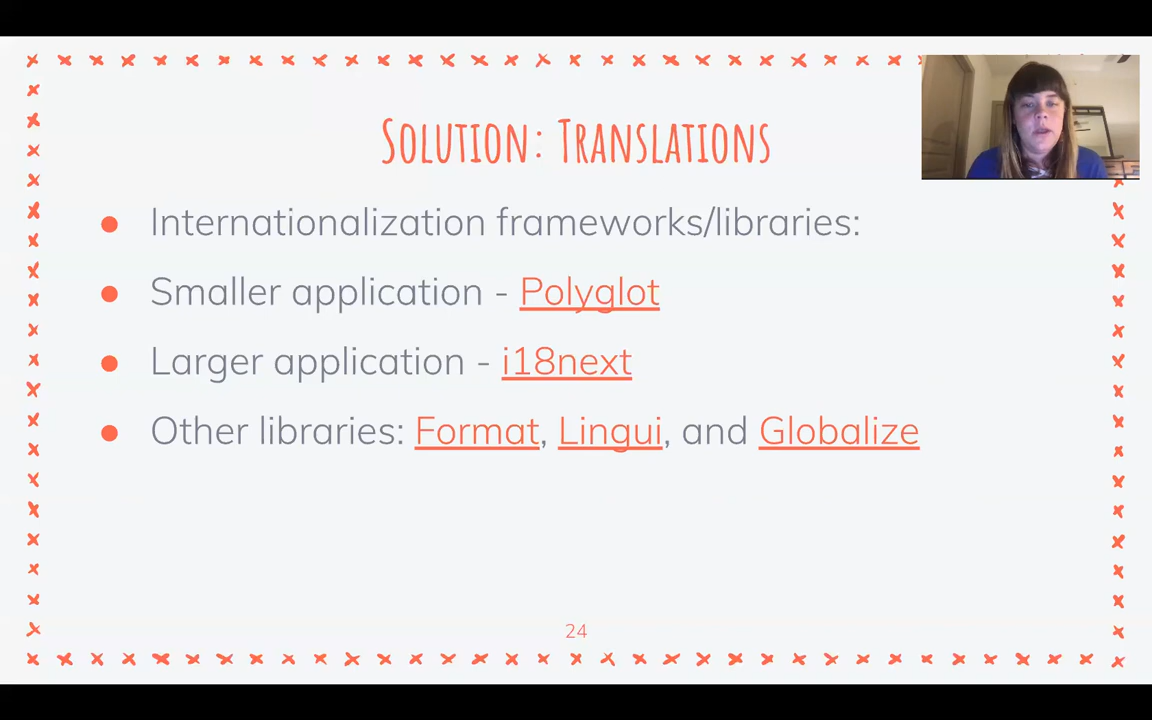 Solution: Translations
Internationalization frameworks/libraries:
Smaller application - Polyglot
Larger application - i18next
Other libraries: Format, Lingui, and Globalize
24